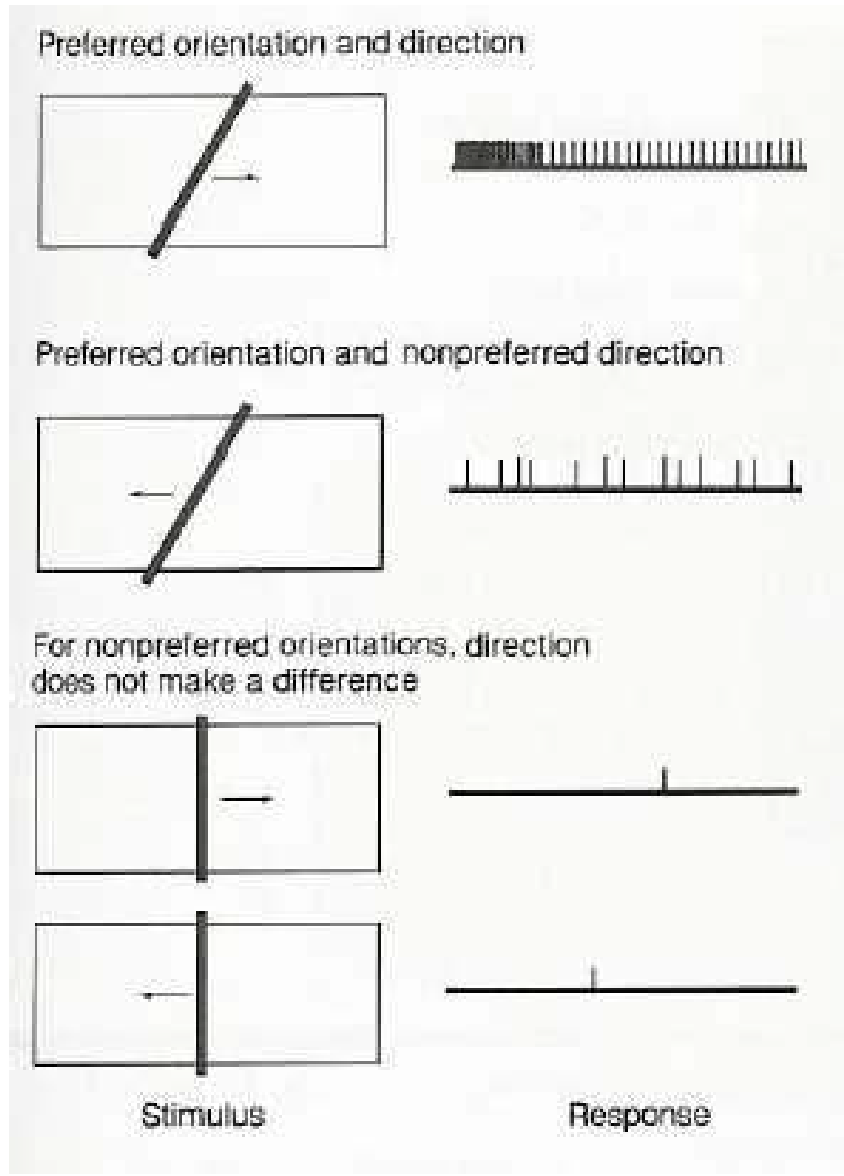 Preferred orientation and direction
Preferred orientation and nonpreferred direction
For nonpreferred orientations, direction
does not make a difference
Stimulus
Response